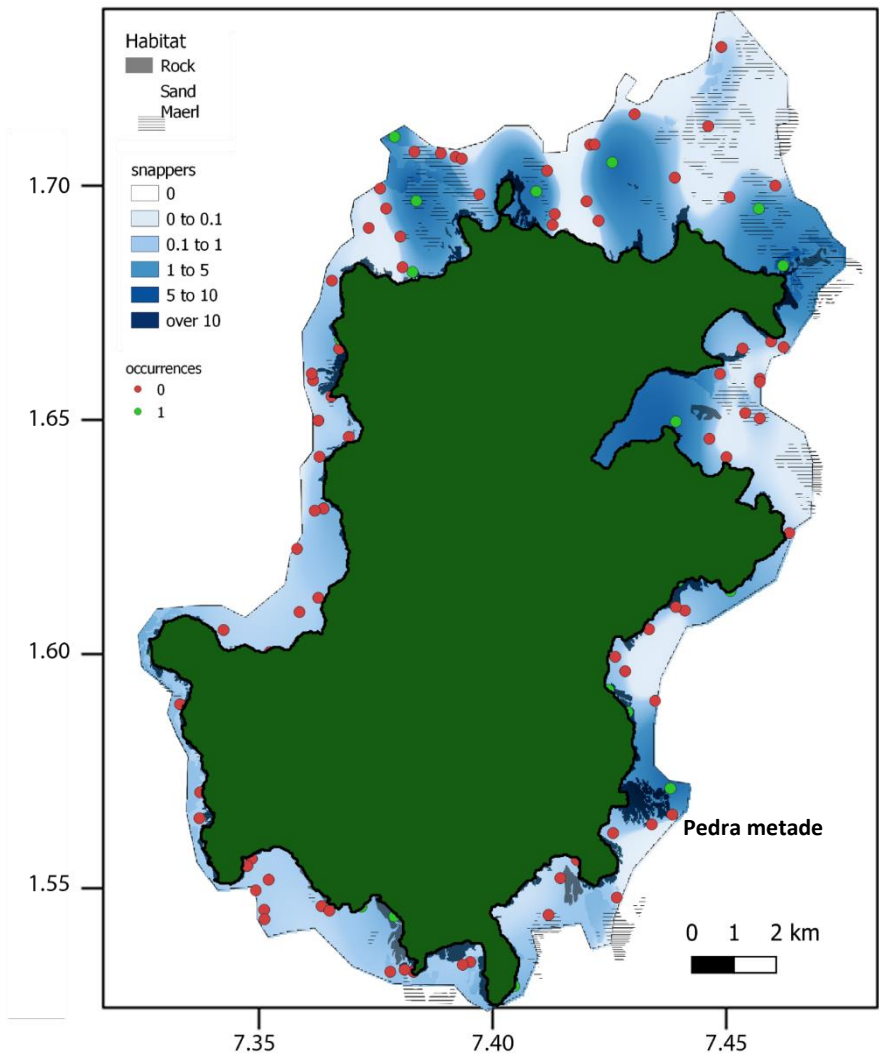 Habitat
Rock
Sand
Maerl
snappers
0
0 to 0.1
0.1 to 1
1 to 5
5 to 10
over 10
occurrences
0
1
1.70
1.65
1.60
1.55
Pedra metade
0 1 2 km
7.35 7.40 7.45